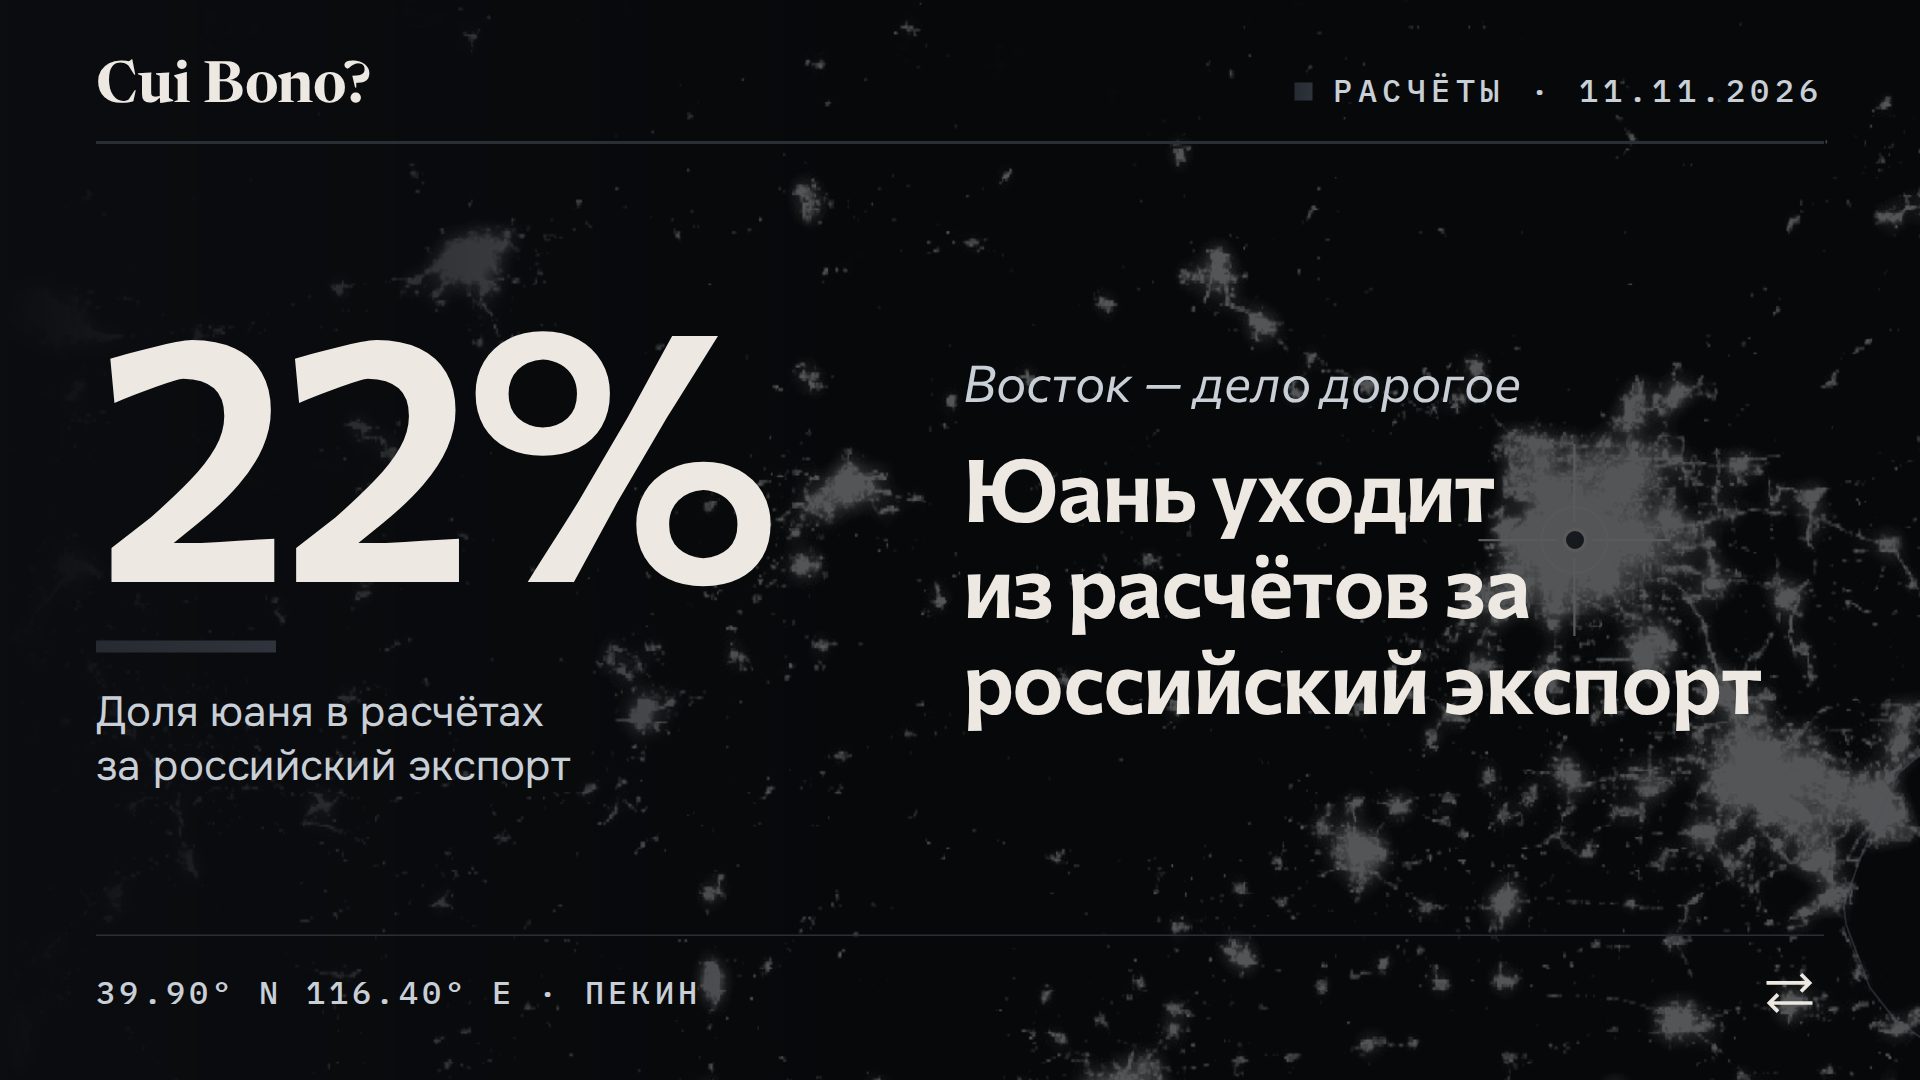 Cui Bono?
РАСЧЁТЫ · 11.11.2026
22%
Доля юаня в расчётах
за российский экспорт
Восток — дело дорогое
Юань уходит
из расчётов за
российский экспорт
39.90° N 116.40° E · ПЕКИН